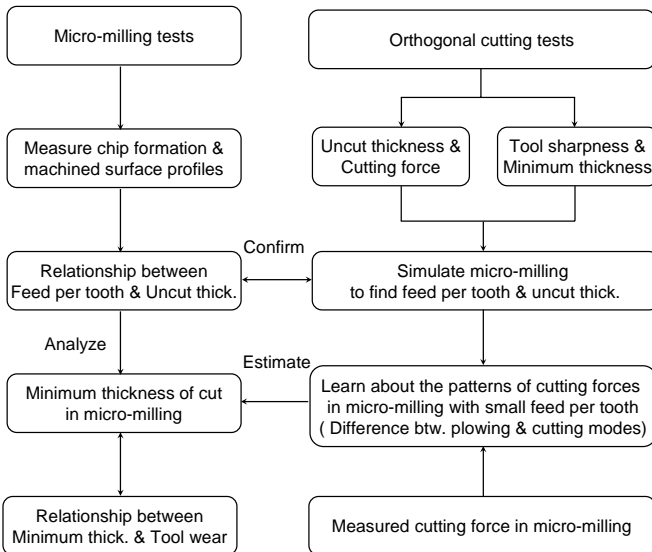 Micro-milling tests
Orthogonal cutting tests
Measure chip formation &
machined surface profiles
Uncut thickness &
Cutting force
Tool sharpness &
Minimum thickness
Confirm
Relationship between
Feed per tooth & Uncut thick.
Simulate micro-milling
to find feed per tooth & uncut thick.
Analyze
Estimate
Minimum thickness of cut
in micro-milling
Learn about the patterns of cutting forces
in micro-milling with small feed per tooth
( Difference btw. plowing & cutting modes)
Relationship between
Minimum thick. & Tool wear
Measured cutting force in micro-milling